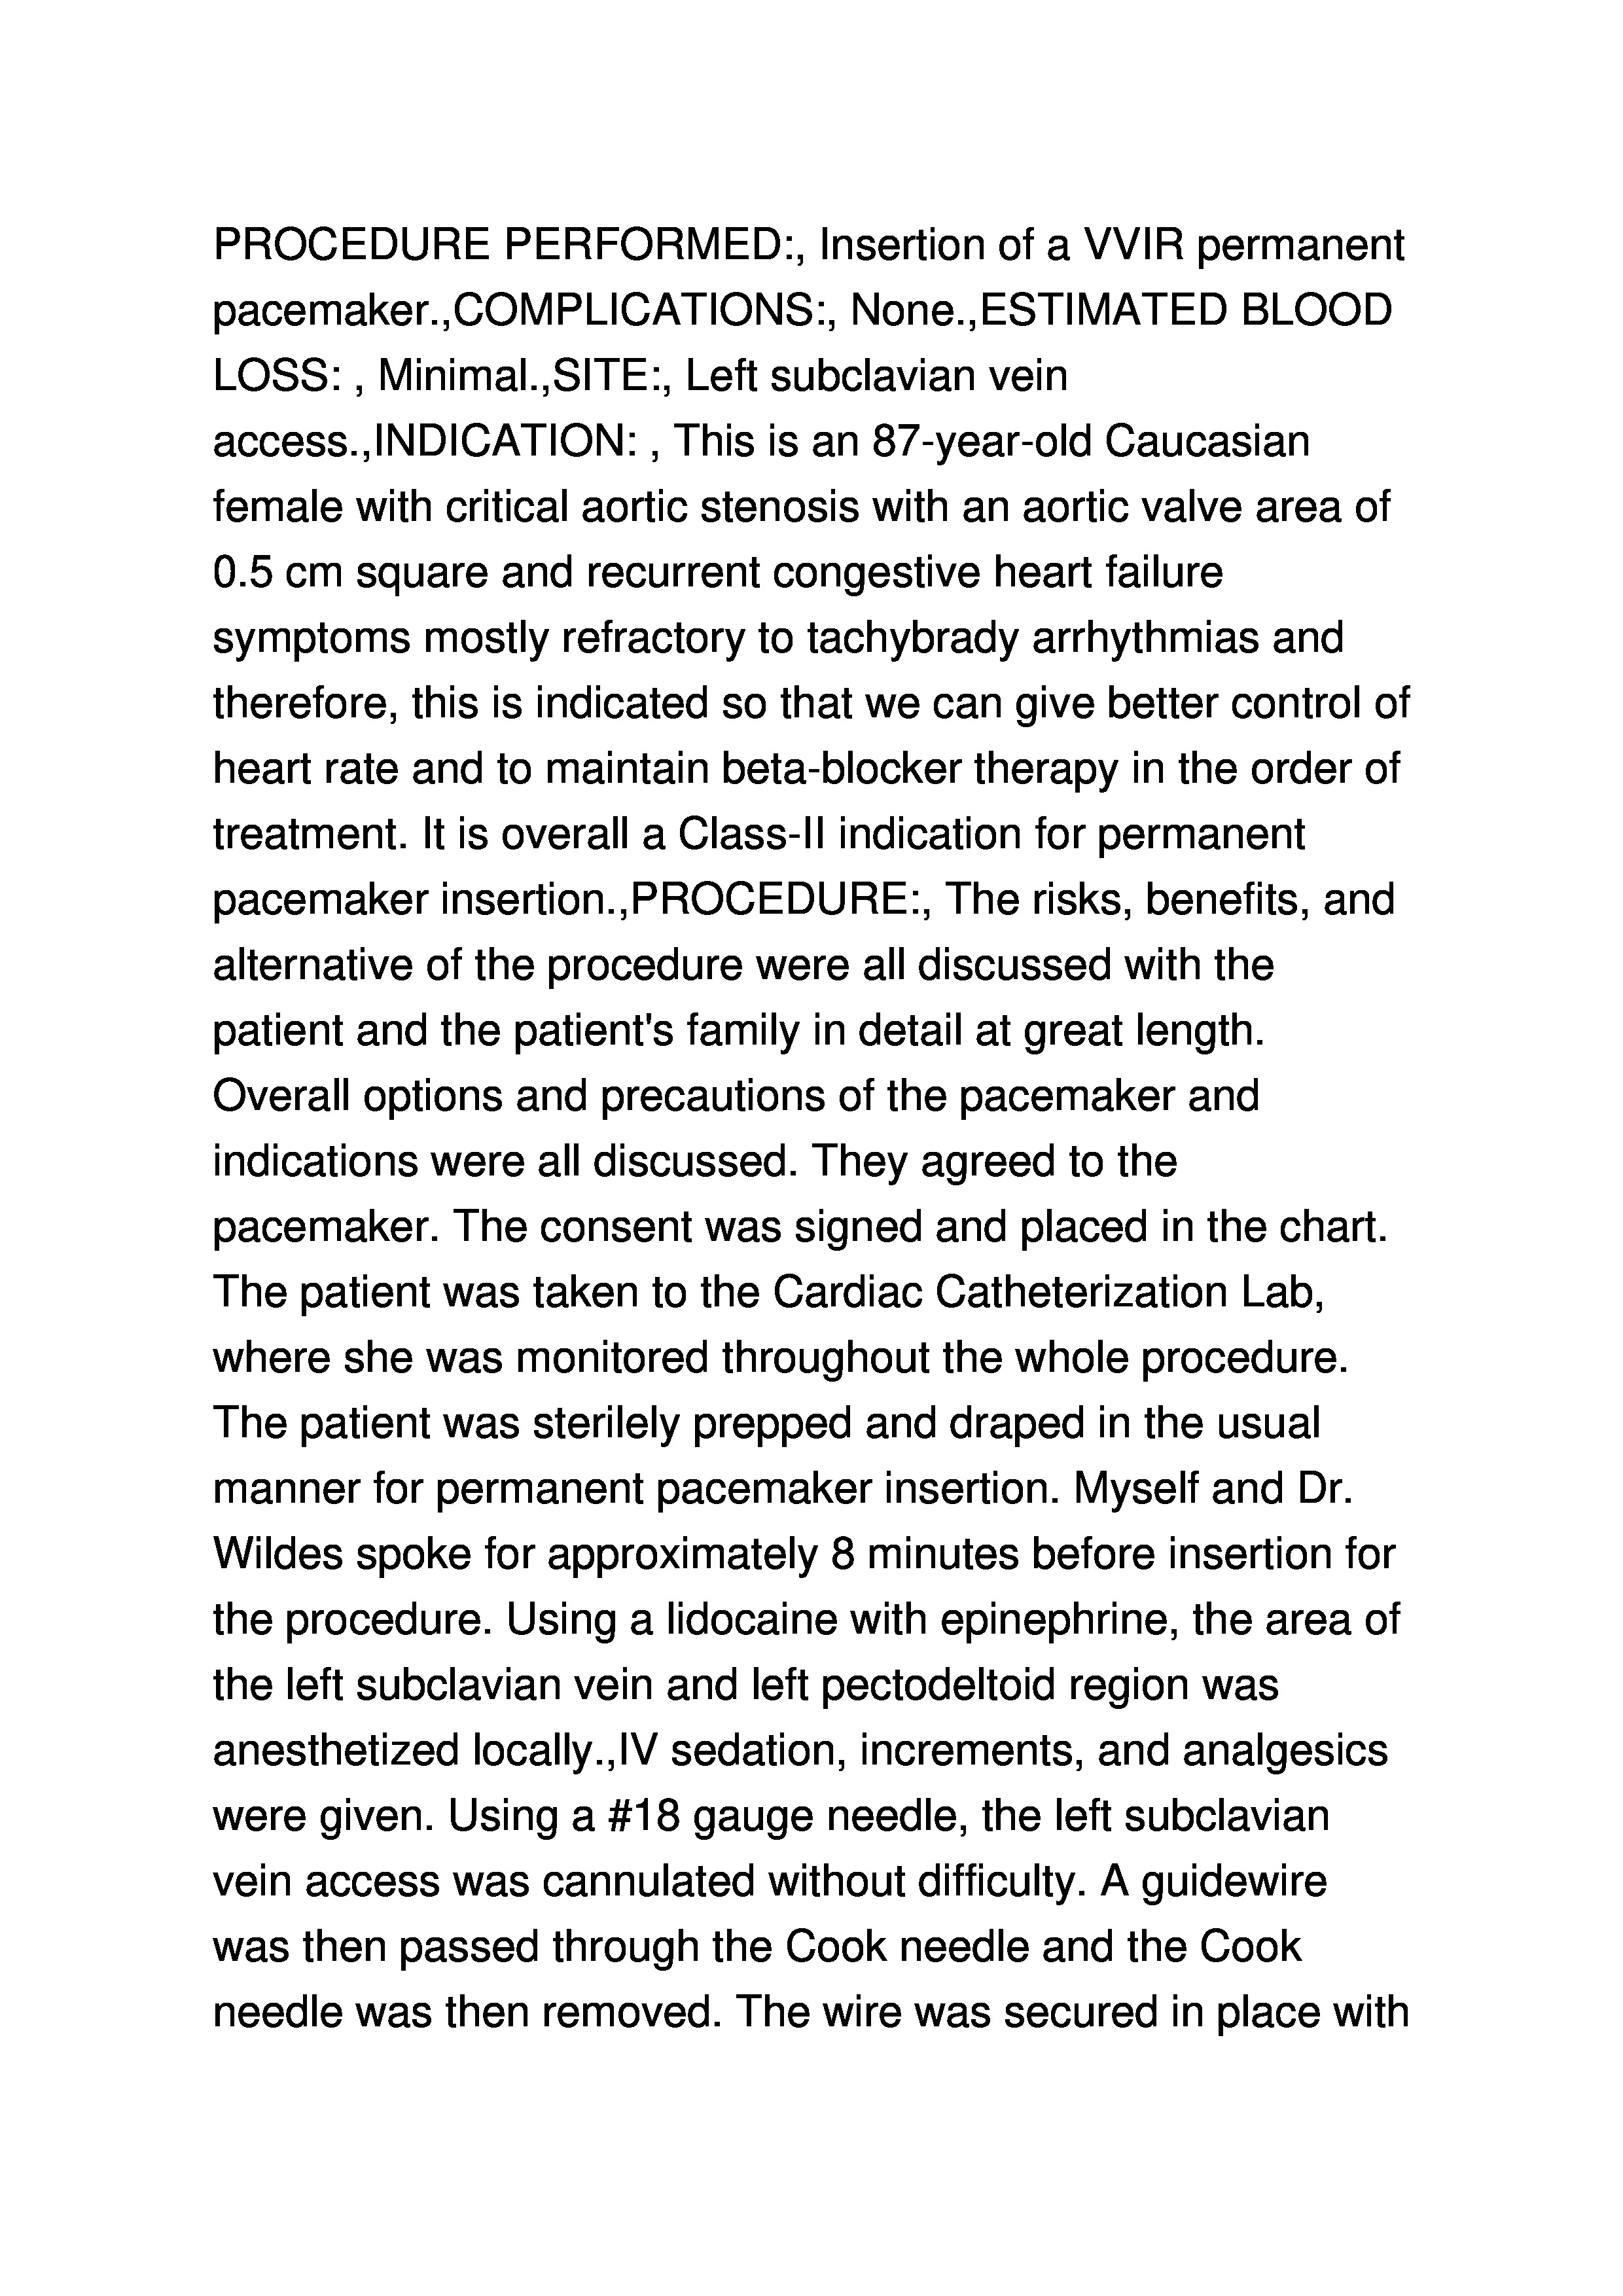 PROCEDURE PERFORMED:, Insertion of a VVIR permanent
pacemaker.,COMPLICATIONS:, None.,ESTIMATED BLOOD
LOSS: , Minimal.,SITE:, Left subclavian vein
access.,INDICATION: , This is an 87-year-old Caucasian
female with critical aortic stenosis with an aortic valve area of
0.5 cm square and recurrent congestive heart failure
symptoms mostly refractory to tachybrady arrhythmias and
therefore, this is indicated so that we can give better control of
heart rate and to maintain beta-blocker therapy in the order of
treatment. It is overall a Class-II indication for permanent
pacemaker insertion.,PROCEDURE:, The risks, benefits, and
alternative of the procedure were all discussed with the
patient and the patient's family in detail at great length.
Overall options and precautions of the pacemaker and
indications were all discussed. They agreed to the
pacemaker. The consent was signed and placed in the chart.
The patient was taken to the Cardiac Catheterization Lab,
where she was monitored throughout the whole procedure.
The patient was sterilely prepped and draped in the usual
manner for permanent pacemaker insertion. Myself and Dr.
Wildes spoke for approximately 8 minutes before insertion for
the procedure. Using a lidocaine with epinephrine, the area of
the left subclavian vein and left pectodeltoid region was
anesthetized locally.,IV sedation, increments, and analgesics
were given. Using a #18 gauge needle, the left subclavian
vein access was cannulated without difficulty. A guidewire
was then passed through the Cook needle and the Cook
needle was then removed. The wire was secured in place with